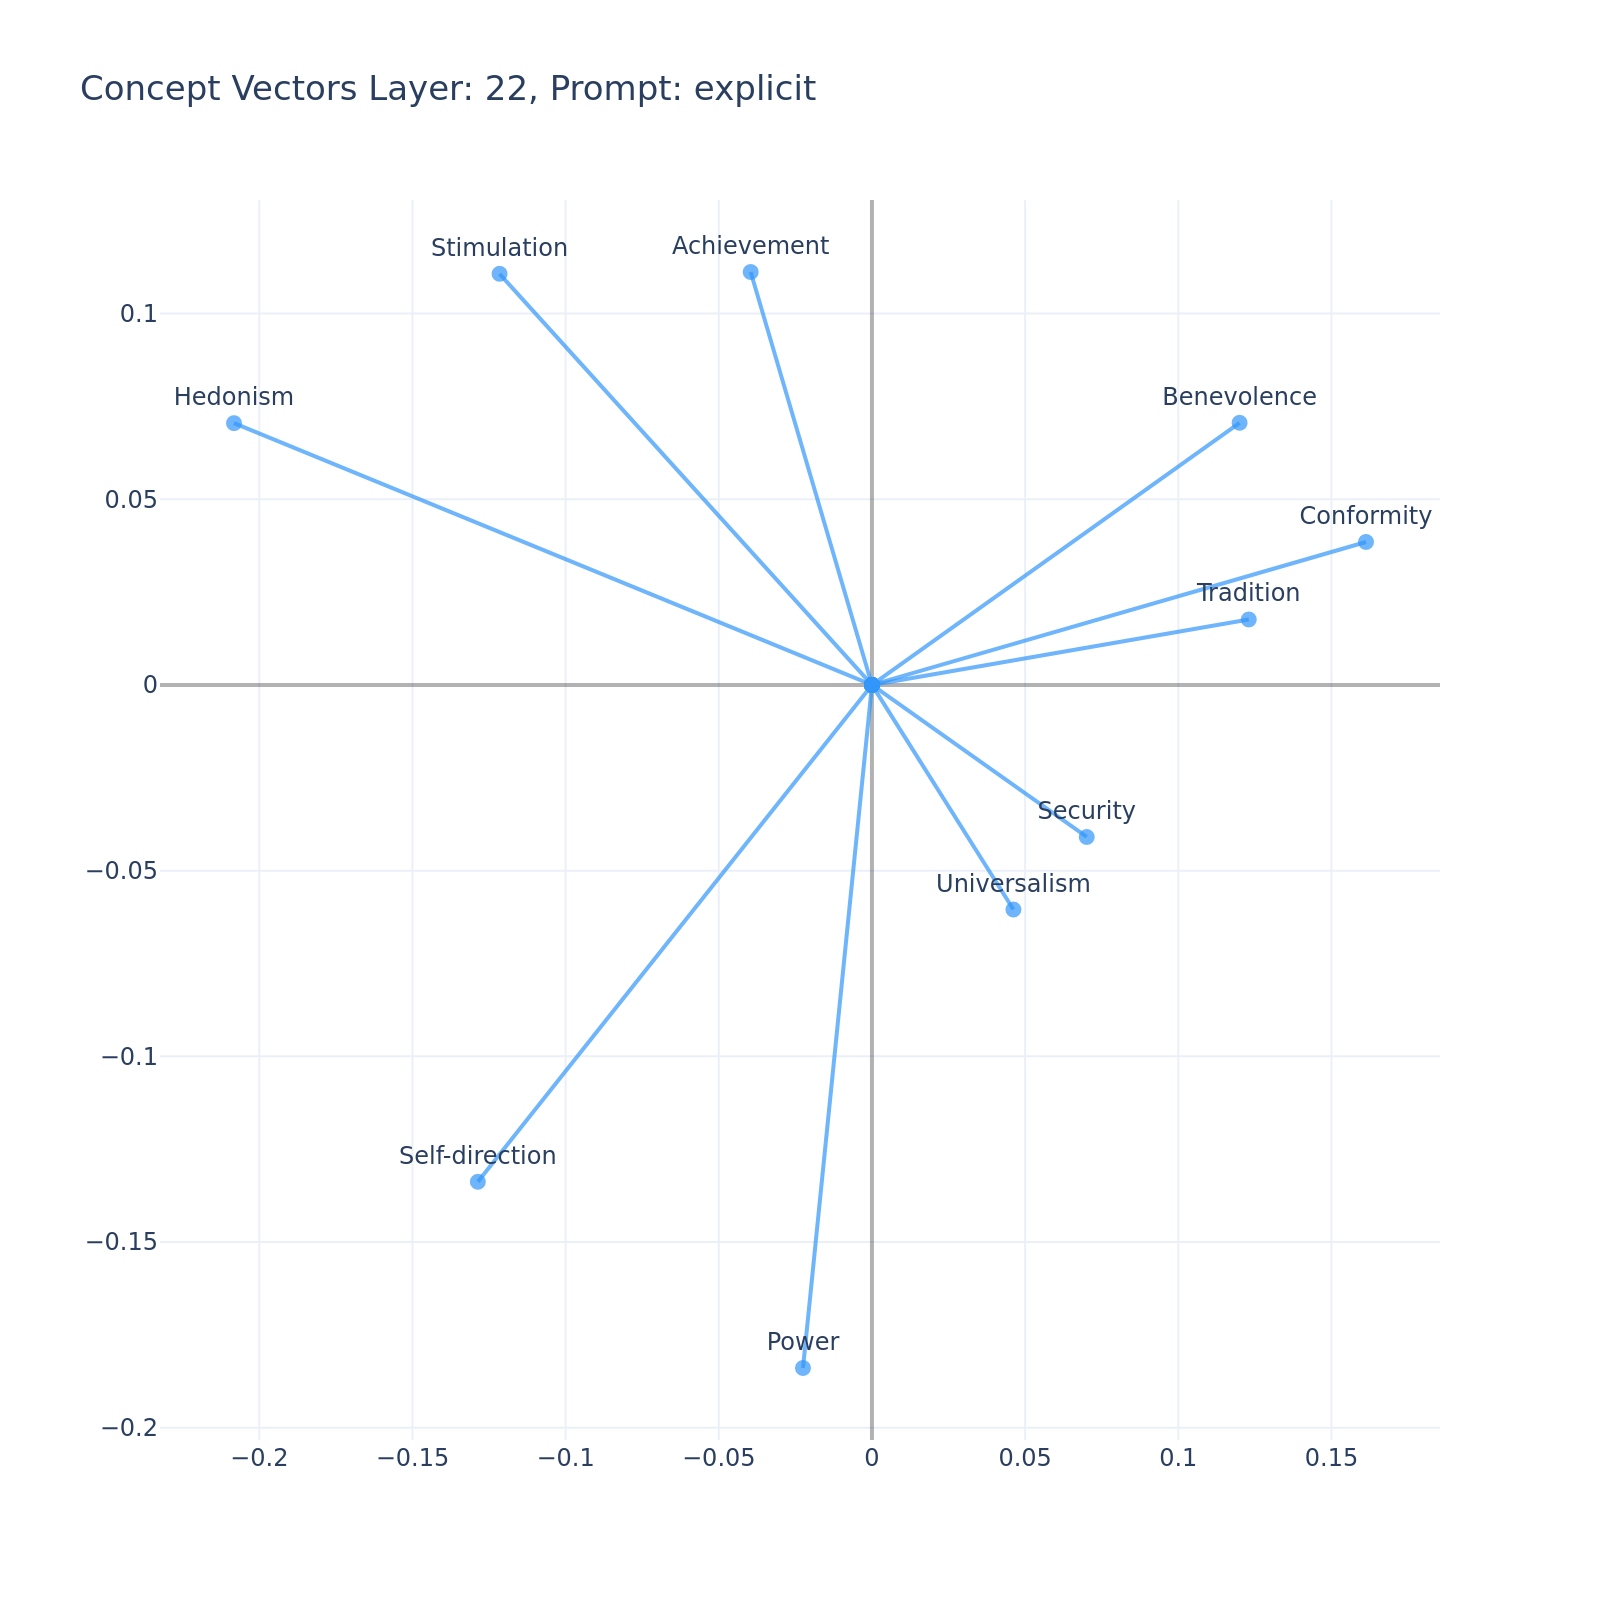 Concept Vectors Layer: 22, Prompt: explicit
Stimulation
Achievement
0.1
Hedonism
Benevolence
0.05
Conformity
Tradition
0
Security
−0.05
Universalism
−0.1
Self-direction
−0.15
Power
−0.2
−0.2 −0.15 −0.1 −0.05 0 0.05 0.1 0.15